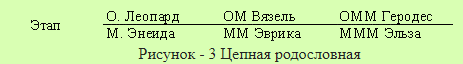 О. Леопард ОМ Вязель ОММ Геродес
Этап
М. Энеида ММ Эврика МММ Эльза
Рисунок - 3 Цепная родословная